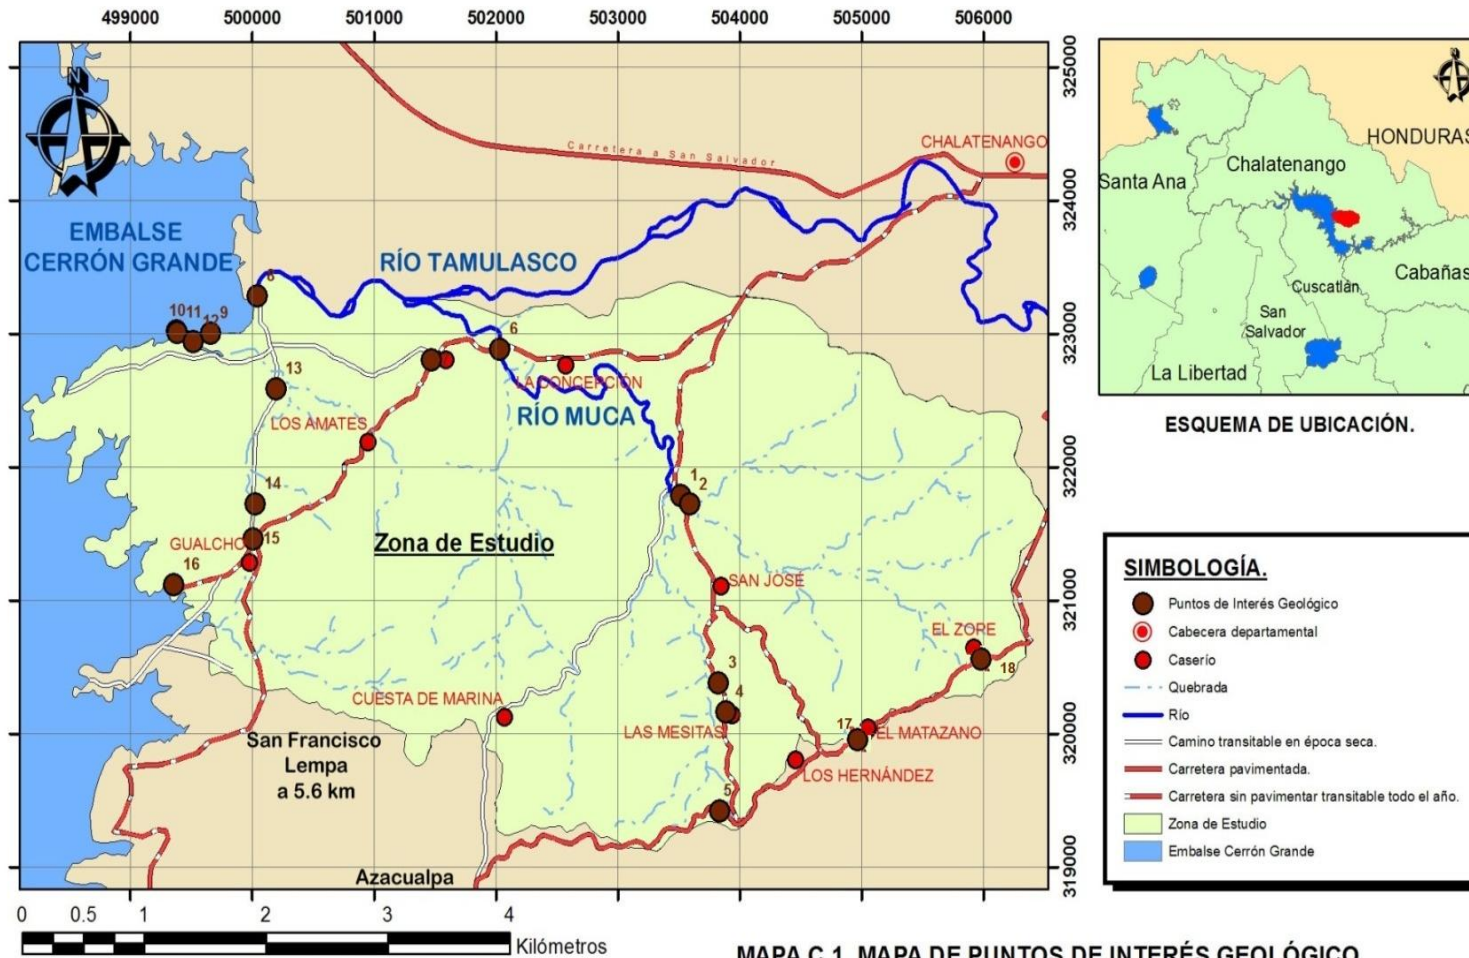 499000 500000 501000 502000 503000 504000 505000 506000
325000
324000
323000
322000
321000
320000
319000
N
Carretera a San Salvador
CHALATENANGO
EMBALSE
CERRÓN GRANDE
RÍO TAMULASCO
8
10 11 12 9
6
13
LA CONCEPCIÓN
RÍO MUCA
LOS AMATES
1
2
14
GUALCHO
15
Zona de Estudio
16
SAN JOSÉ
EL ZOPE
3
18
4
CUESTA DE MARINA
LAS MESITAS
17
EL MATAZANO
San Francisco
Lempa
a 5.6 km
LOS HERNÁNDEZ
5
Azacualpa
0 0.5 1 2 3 4
Kilómetros
HONDURAS
Chalatenango
Santa Ana
Cabañas
Cuscatlán
San
Salvador
La Libertad
ESQUEMA DE UBICACIÓN.
SIMBOLOGÍA.
Puntos de Interés Geológico
Cabecera departamental
Caserío
Quebrada
Río
Camino transitable en época seca.
Carretera pavimentada.
Carretera sin pavimentar transitable todo el año.
Zona de Estudio
Embalse Cerrón Grande
MAPA C.1. MAPA DE PUNTOS DE INTERÉS GEOLÓGICO